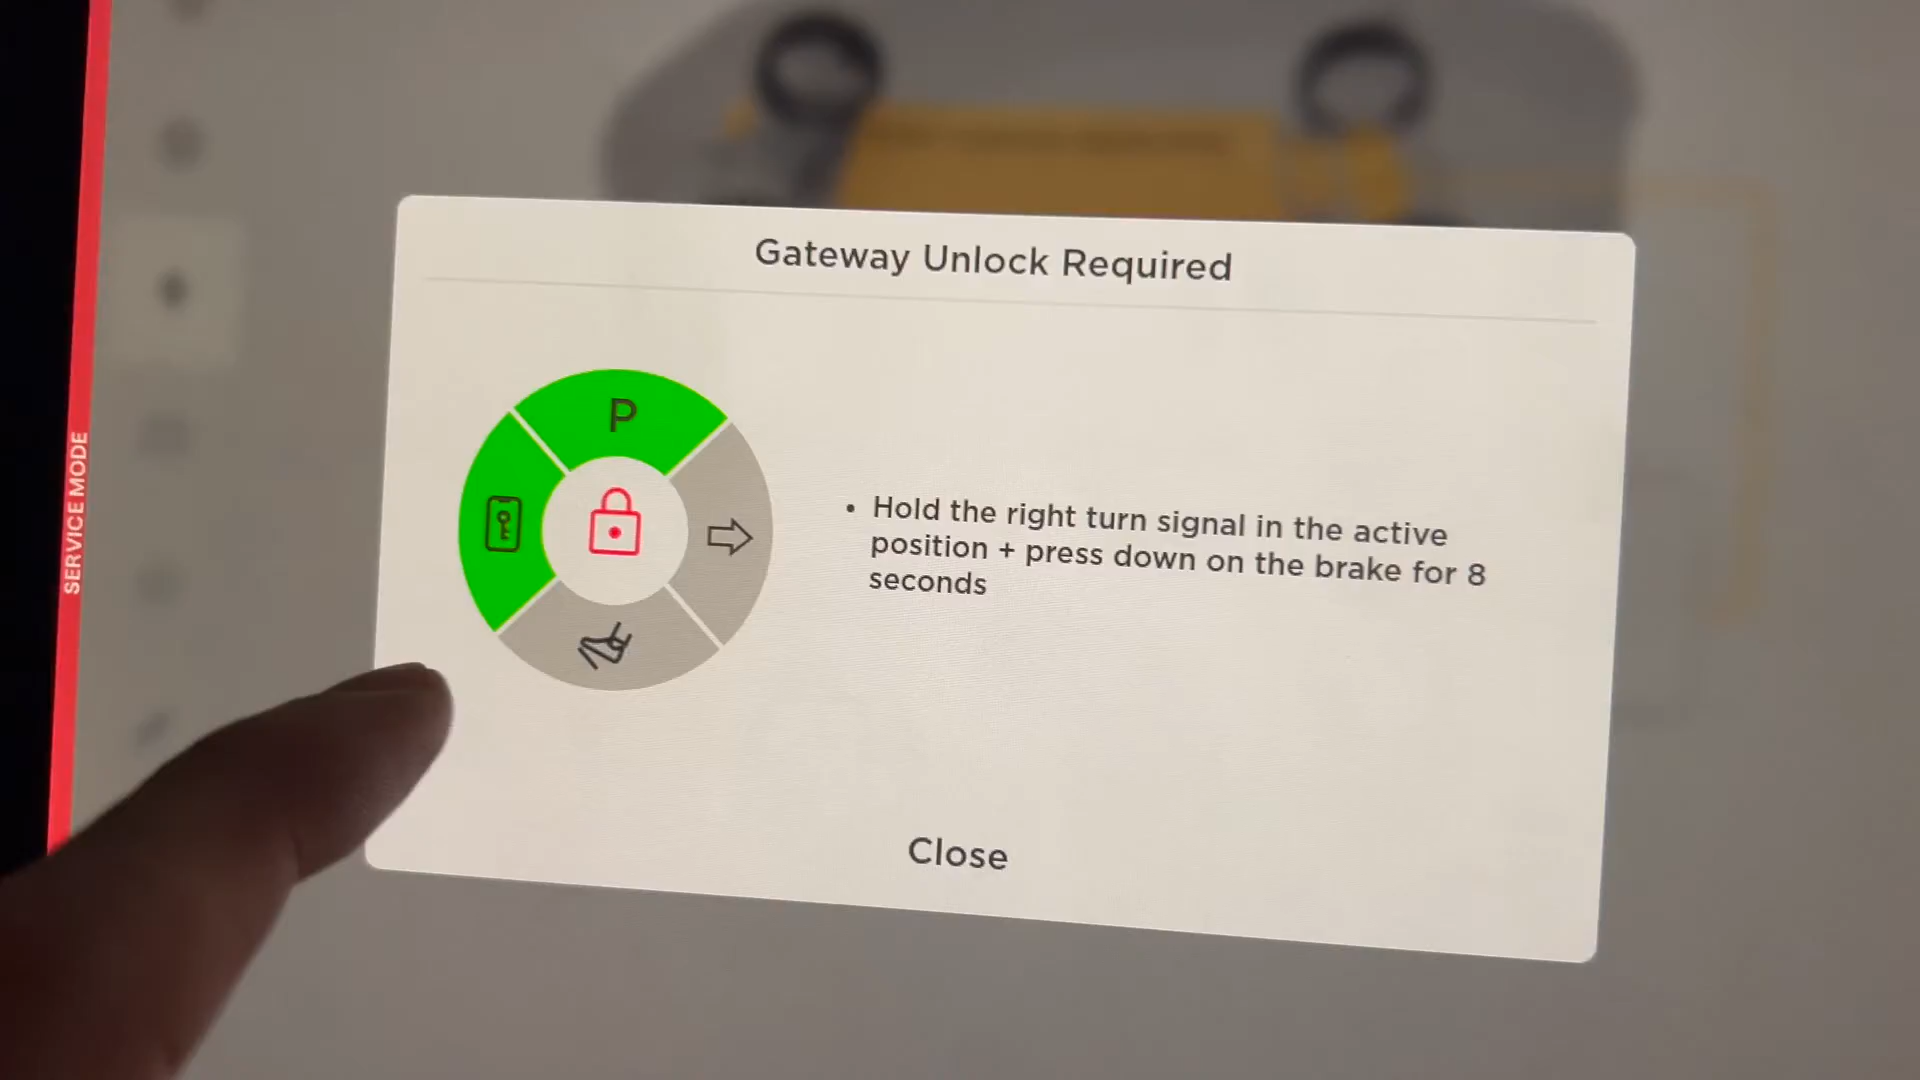 SERVICE MODE
Gateway Unlock Required
P
• Hold the right turn signal in the active
position + press down on the brake for 8
seconds
Close